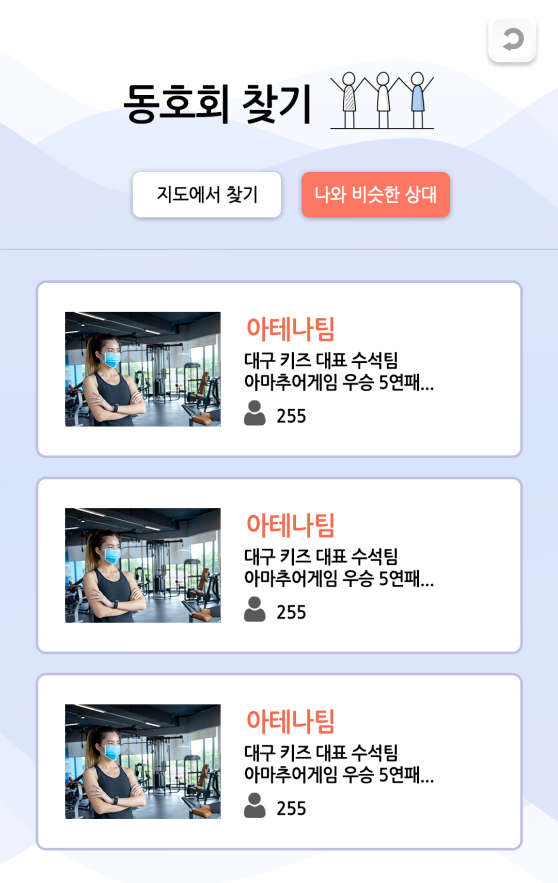 동호회 찾기
지도에서 찾기
나와 비슷한 상대
아테나팀
대구 키즈 대표 수석팀
아마추어게임 우승 5연패...
255
아테나팀
대구 키즈 대표 수석팀
아마추어게임 우승 5연패...
255
아테나팀
대구 키즈 대표 수석팀
아마추어게임 우승 5연패...
255